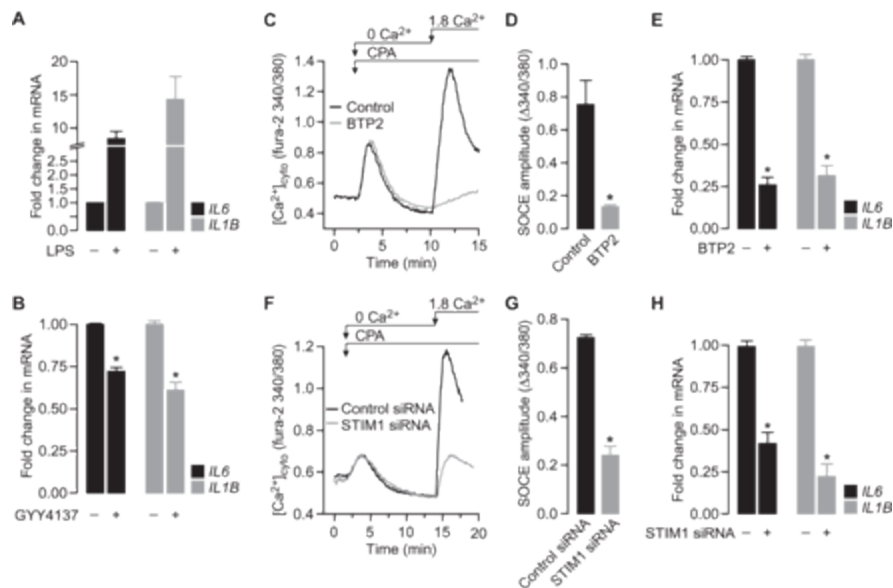 A
Fold change in mRNA
20
15
10
5
2.5
2.0
1.5
1.0
0.5
0.0
LPS – + – +
IL6
IL1B
B
Fold change in mRNA
1.00
0.75
0.50
0.25
0.00
* *
GYY4137 – + – +
IL6
IL1B
C
1.8 Ca2+
0 Ca2+
CPA
[Ca2+]cyto (fura-2 340/380)
1.4
1.2
1.0
0.8
0.6
0.4
Control
BTP2
0 5 10 15
Time (min)
D
SOCE amplitude (Δ340/380)
1.0
0.8
0.6
0.4
0.2
0.0
*
Control
BTP2
E
Fold change in mRNA
1.00
0.75
0.50
0.25
0.00
* *
BTP2 – + – +
IL6
IL1B
F
1.8 Ca2+
0 Ca2+
CPA
[Ca2+]cyto (fura-2 340/380)
1.2
1.0
0.8
0.6
0.4
Control siRNA
STIM1 siRNA
0 5 10 15 20
Time (min)
G
SOCE amplitude (Δ340/380)
0.8
0.6
0.4
0.2
0.0
*
Control siRNA
STIM1 siRNA
H
Fold change in mRNA
1.00
0.75
0.50
0.25
0.00
* *
STIM1 siRNA – + – +
IL6
IL1B